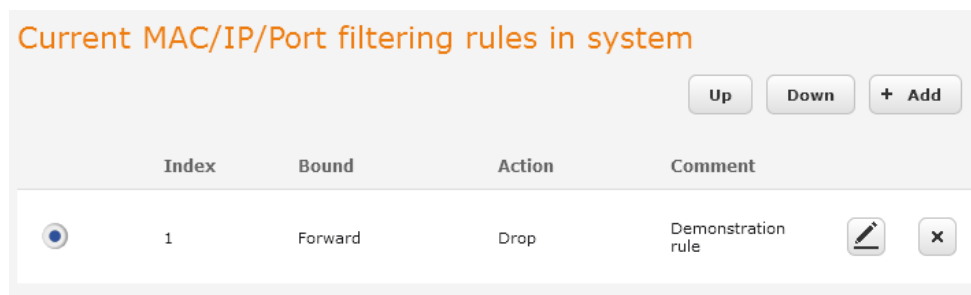 Current MAC/IP/Port filtering rules in system
Up Down + Add
Index Bound Action Comment
1 Forward Drop Demonstration
rule